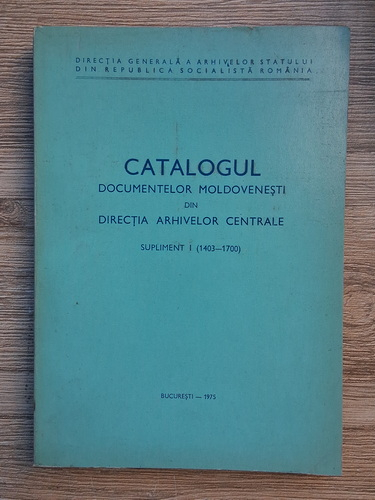 DIRECȚIA GENERALĂ A ARHIVELOR STATULUI
DIN REPUBLICA SOCIALISTĂ ROMÂNIA
CATALOGUL
DOCUMENTELOR MOLDOVENEȘTI
DIN
DIRECȚIA ARHIVELOR CENTRALE
SUPLIMENT I (1403—1700)
BUCUREȘTI — 1975